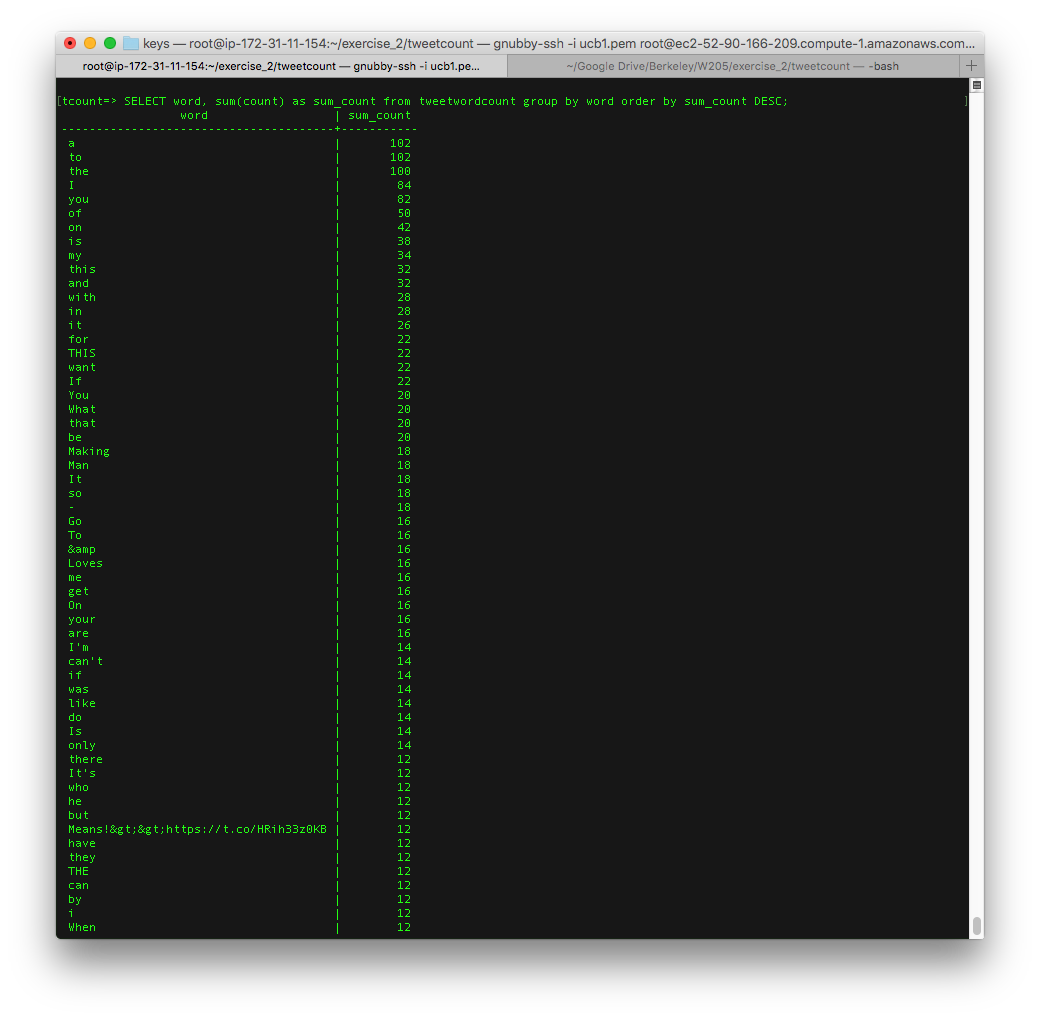 keys — root@ip-172-31-11-154:~/exercise_2/tweetcount — gnubby-ssh -i ucb1.pem root@ec2-52-90-166-209.compute-1.amazonaws.com...
root@ip-172-31-11-154:~/exercise_2/tweetcount — gnubby-ssh -i ucb1.pe... ~/Google Drive/Berkeley/W205/exercise_2/tweetcount — -bash +
[tcount=> SELECT word, sum(count) as sum_count from tweetwordcount group by word order by sum_count DESC; ]
word | sum_count
---------------------------------------+-----------
a | 102
to | 102
the | 100
I | 84
you | 82
of | 50
on | 42
is | 38
my | 34
this | 32
and | 32
with | 28
in | 28
it | 26
for | 22
THIS | 22
want | 22
If | 22
You | 20
What | 20
that | 20
be | 20
Making | 18
Man | 18
It | 18
so | 18
- | 18
Go | 16
To | 16
&amp | 16
Loves | 16
me | 16
get | 16
On | 16
your | 16
are | 16
I'm | 14
can't | 14
if | 14
was | 14
like | 14
do | 14
Is | 14
only | 14
there | 12
It's | 12
who | 12
he | 12
but | 12
Means!&gt;&gt;https://t.co/HRih33z0KB | 12
have | 12
they | 12
THE | 12
can | 12
by | 12
i | 12
When | 12